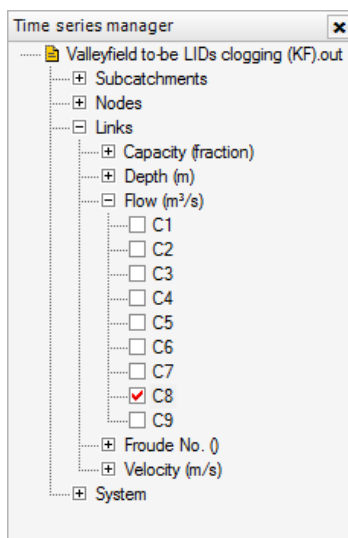 Time series manager
Valleyfield to-be LIDs clogging (KF).out
Subcatchments
Nodes
Links
Capacity (fraction)
Depth (m)
Flow (m³/s)
C1
C2
C3
C4
C5
C6
C7
C8
C9
Froude No. ()
Velocity (m/s)
System